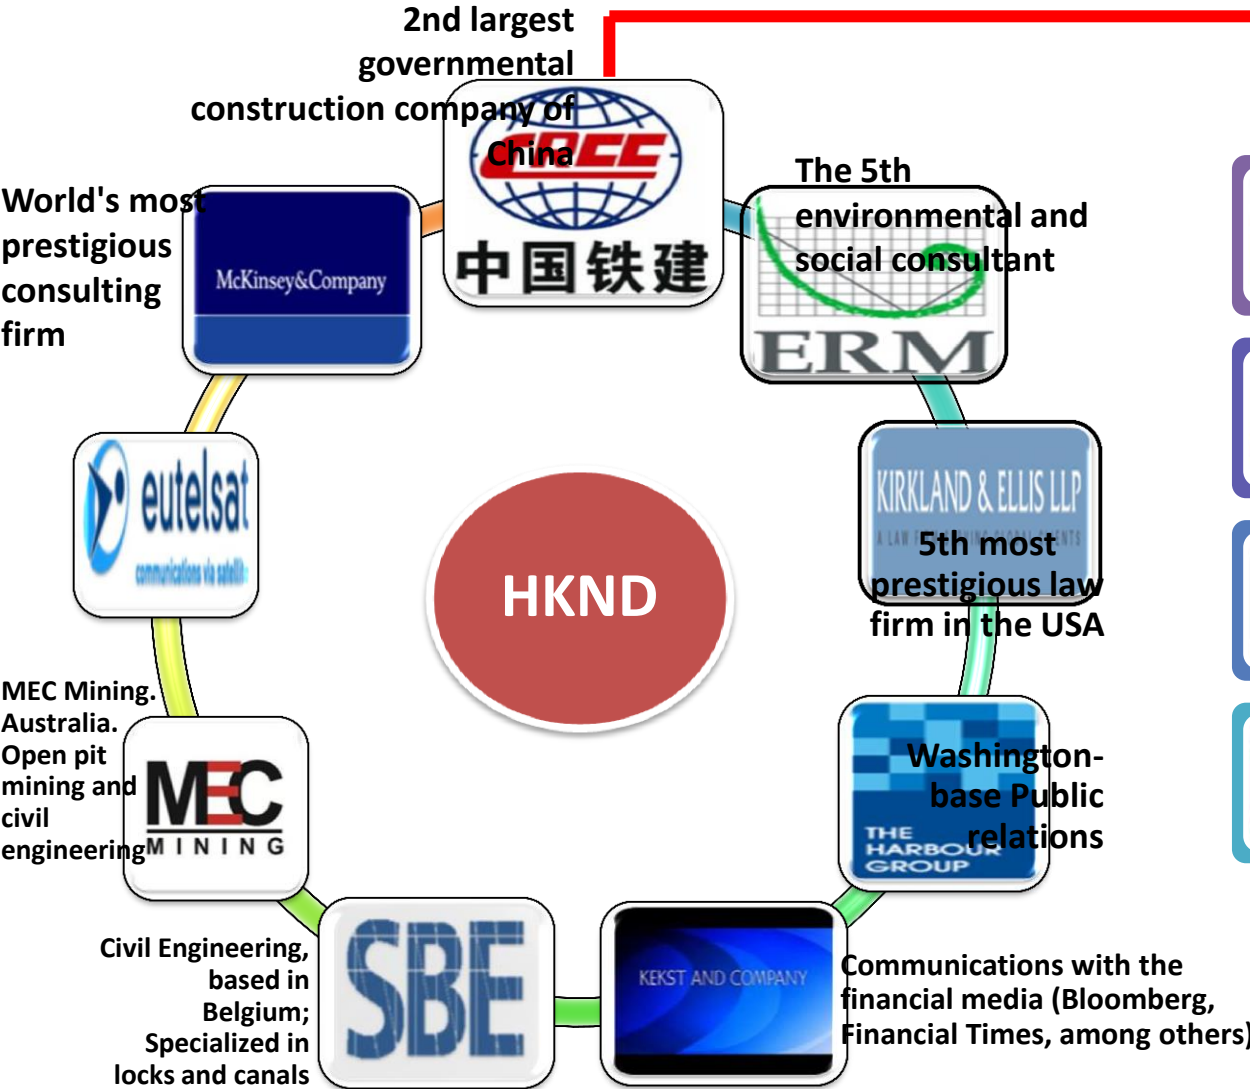 2nd largest
governmental
construction company of
China
CRCC
中国铁建
The 5th
environmental and
social consultant
ERM
World's most
prestigious
consulting
firm
McKinsey&Company
eutelsat
communications via satellite
KIRKLAND & ELLIS LLP
5th most
prestigious law
firm in the USA
HKND
MEC Mining.
Australia.
Open pit
mining and
civil
engineering
MEC
MINING
Washington-
base Public
relations
THE
HARBOUR
GROUP
Civil Engineering,
based in
Belgium;
Specialized in
locks and canals
SBE
KEKST AND COMPANY
Communications with the
financial media (Bloomberg,
Financial Times, among others)